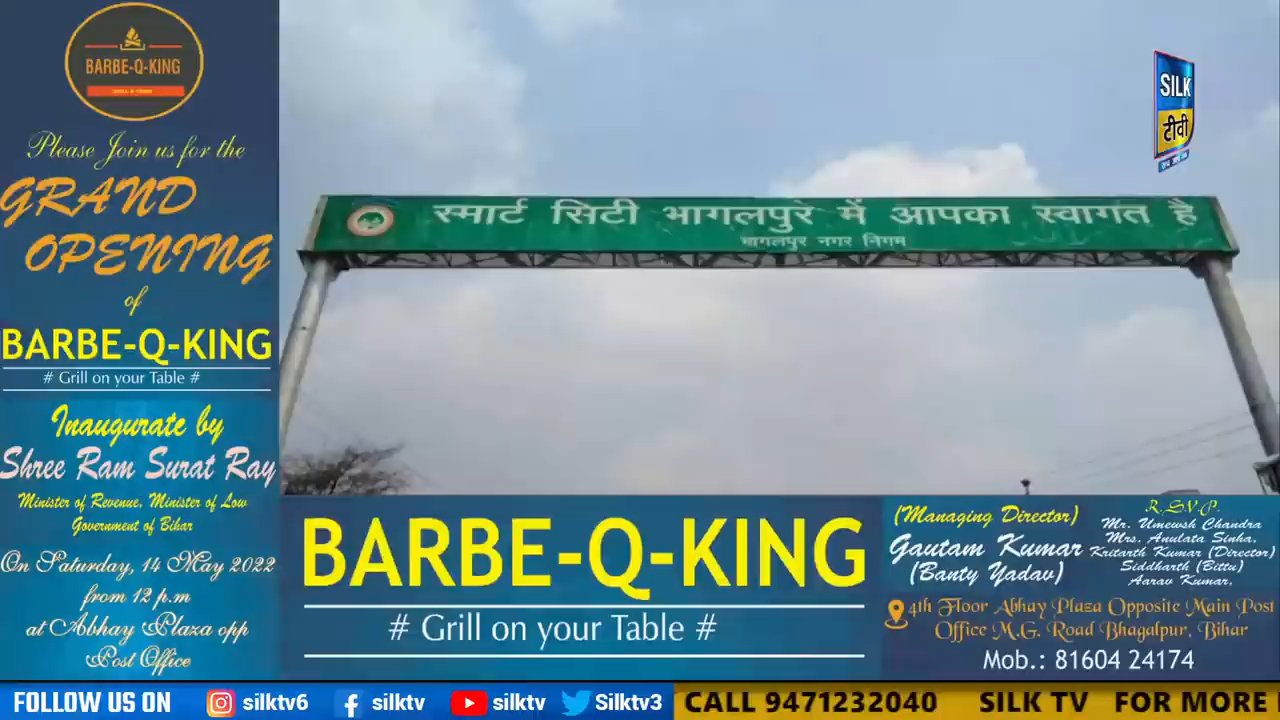 BARBE-Q-KING
Please Join us for the
GRAND
OPENING
of
BARBE-Q-KING
# Grill on your Table #
Inaugurate by
Shree Ram Surat Ray
Minister of Revenue, Minister of Low
Government of Bihar
On Saturday, 14 May 2022
from 12 p.m
at Abhay Plaza opp
Post Office
SILK
टीवी
स्मार्ट सिटी भागलपुर में आपका स्वागत है
भागलपुर नगर निगम
BARBE-Q-KING
# Grill on your Table #
(Managing Director)
Gautam Kumar
(Banty Yadav)
R.S.V.P.
Mr. Umewsh Chandra
Mrs. Anulata Sinha.
Kritarth Kumar (Director)
Siddharth (Bittu)
Aarav Kumar.
4th Floor Abhay Plaza Opposite Main Post
Office M.G. Road Bhagalpur, Bihar
Mob.: 81604 24174
FOLLOW US ON silktv6 silktv silktv Silktv3 CALL 9471232040 SILK TV FOR MORE